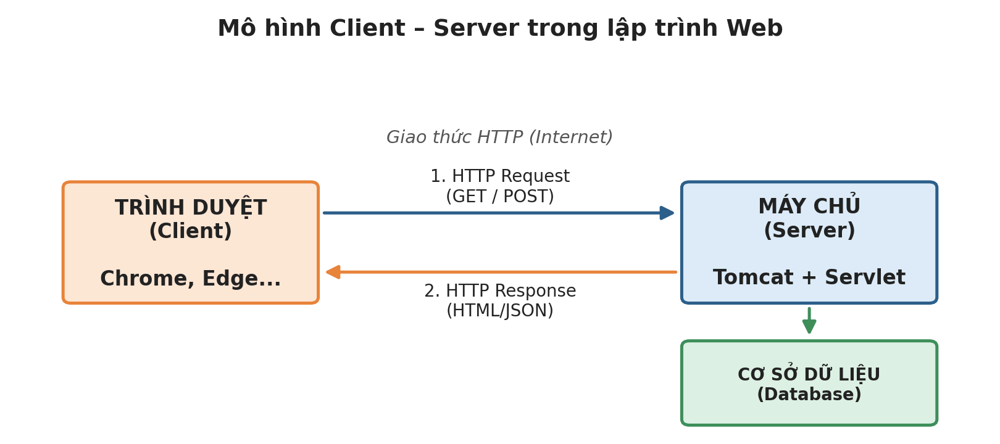 Mô hình Client – Server trong lập trình Web
Giao thức HTTP (Internet)
1. HTTP Request
(GET / POST)
TRÌNH DUYỆT
(Client)
Chrome, Edge...
MÁY CHỦ
(Server)
Tomcat + Servlet
2. HTTP Response
(HTML/JSON)
CƠ SỞ DỮ LIỆU
(Database)